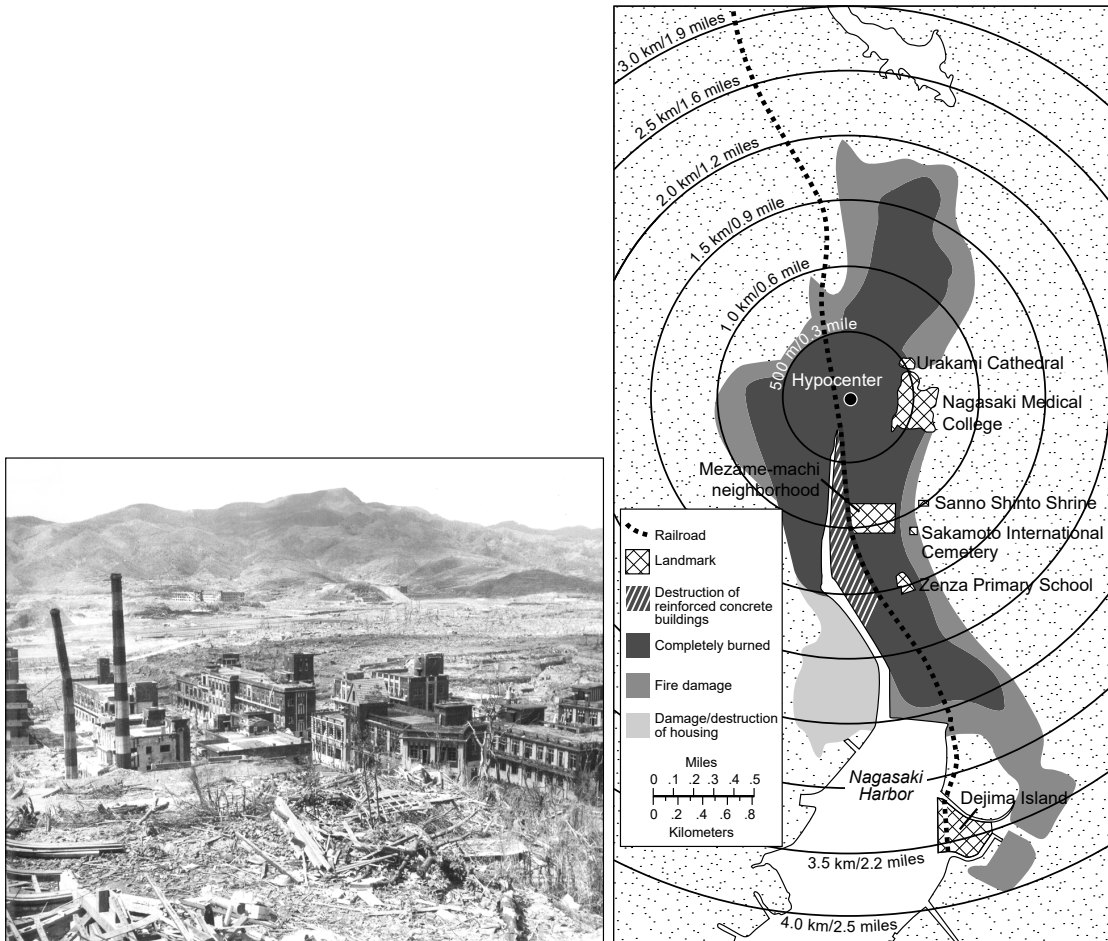 3.0 km/1.9 miles
2.5 km/1.6 miles
2.0 km/1.2 miles
1.5 km/0.9 mile
1.0 km/0.6 mile
500 m/0.3 mile
Hypocenter
Urakami Cathedral
Nagasaki Medical
College
Mezame-machi
neighborhood
Sanno Shinto Shrine
Sakamoto International
Cemetery
Zenza Primary School
Railroad
Landmark
Destruction of
reinforced concrete
buildings
Completely burned
Fire damage
Damage/destruction
of housing
Miles
0 .1 .2 .3 .4 .5
0 .2 .4 .6 .8
Kilometers
Nagasaki
Harbor
Dejima Island
3.5 km/2.2 miles
4.0 km/2.5 miles